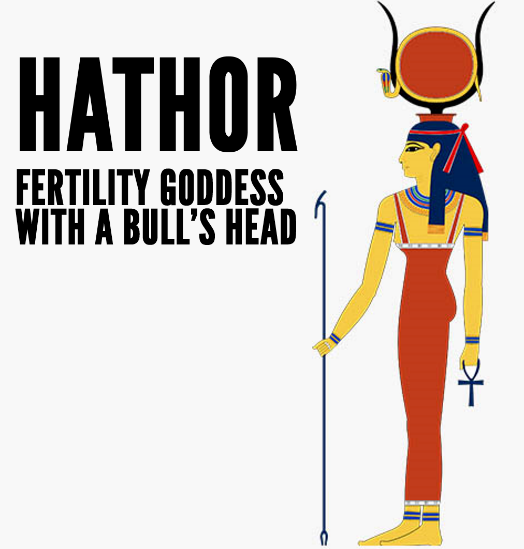 HATHOR
FERTILITY GODDESS
WITH A BULL'S HEAD